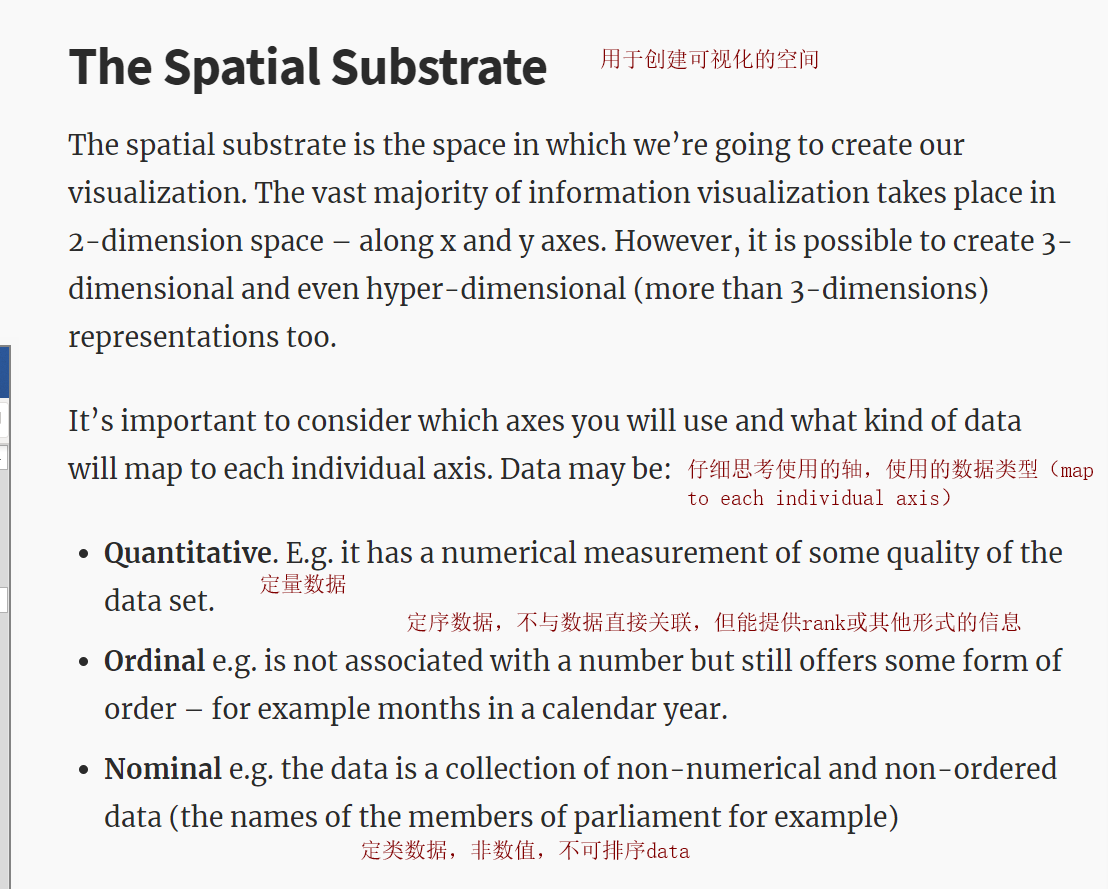 The Spatial Substrate
用于创建可视化的空间
The spatial substrate is the space in which we’re going to create our
visualization. The vast majority of information visualization takes place in
2-dimension space – along x and y axes. However, it is possible to create 3-
dimensional and even hyper-dimensional (more than 3-dimensions)
representations too.
It’s important to consider which axes you will use and what kind of data
will map to each individual axis. Data may be:
仔细思考使用的轴，使用的数据类型（map
to each individual axis）
• Quantitative. E.g. it has a numerical measurement of some quality of the
data set.
定量数据
定序数据，不与数据直接关联，但能提供rank或其他形式的信息
• Ordinal e.g. is not associated with a number but still offers some form of
order – for example months in a calendar year.
• Nominal e.g. the data is a collection of non-numerical and non-ordered
data (the names of the members of parliament for example)
定类数据，非数值，不可排序data